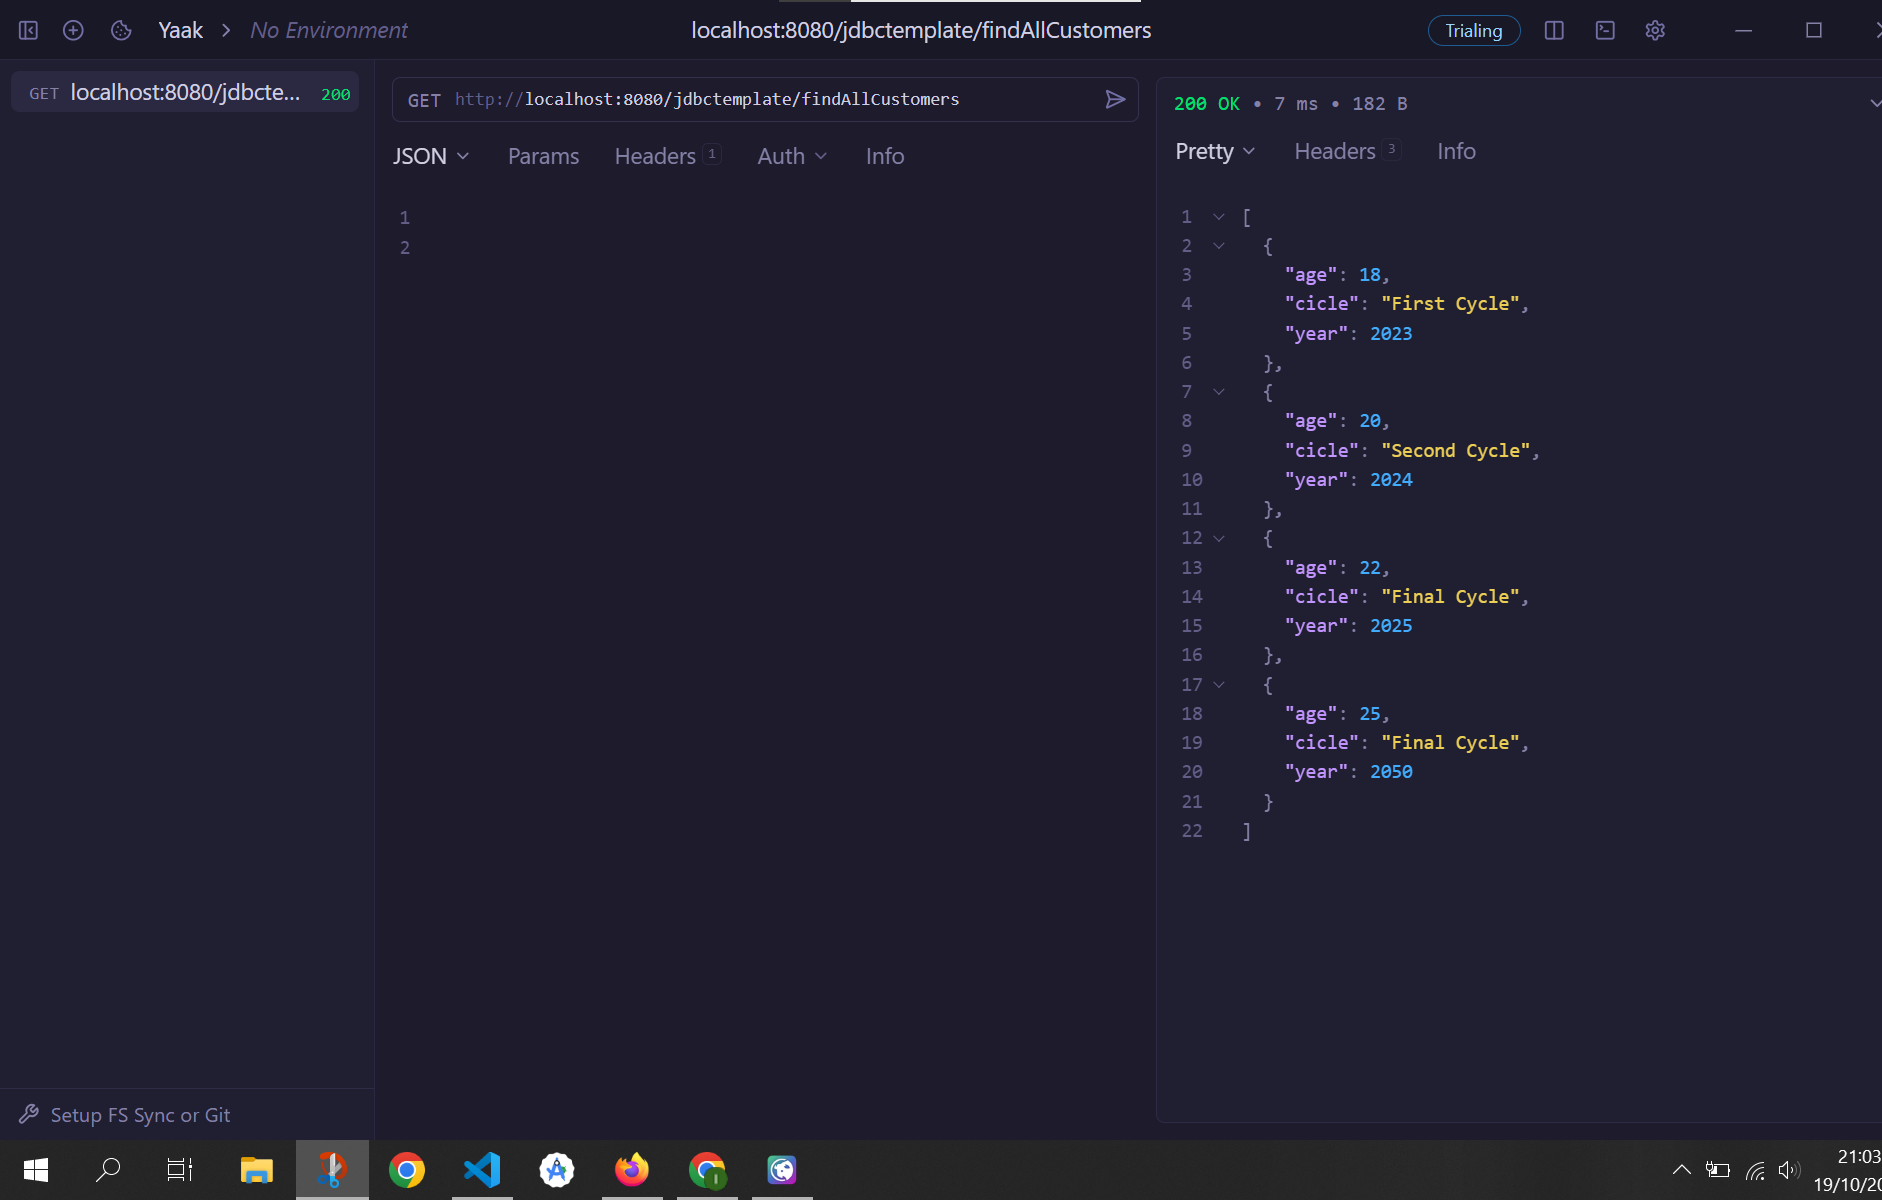 Yaak > No Environment
localhost:8080/jdbctemplate/findAllCustomers
Trialing
GET localhost:8080/jdbcte... 200
GET http://localhost:8080/jdbctemplate/findAllCustomers
JSON Params Headers 1 Auth Info
1
2
200 OK • 7 ms • 182 B
Pretty Headers 3 Info
1 [
2 {
3 "age": 18,
4 "cicle": "First Cycle",
5 "year": 2023
6 },
7 {
8 "age": 20,
9 "cicle": "Second Cycle",
10 "year": 2024
11 },
12 {
13 "age": 22,
14 "cicle": "Final Cycle",
15 "year": 2025
16 },
17 {
18 "age": 25,
19 "cicle": "Final Cycle",
20 "year": 2050
21 }
22 ]
Setup FS Sync or Git
21:03
19/10/20